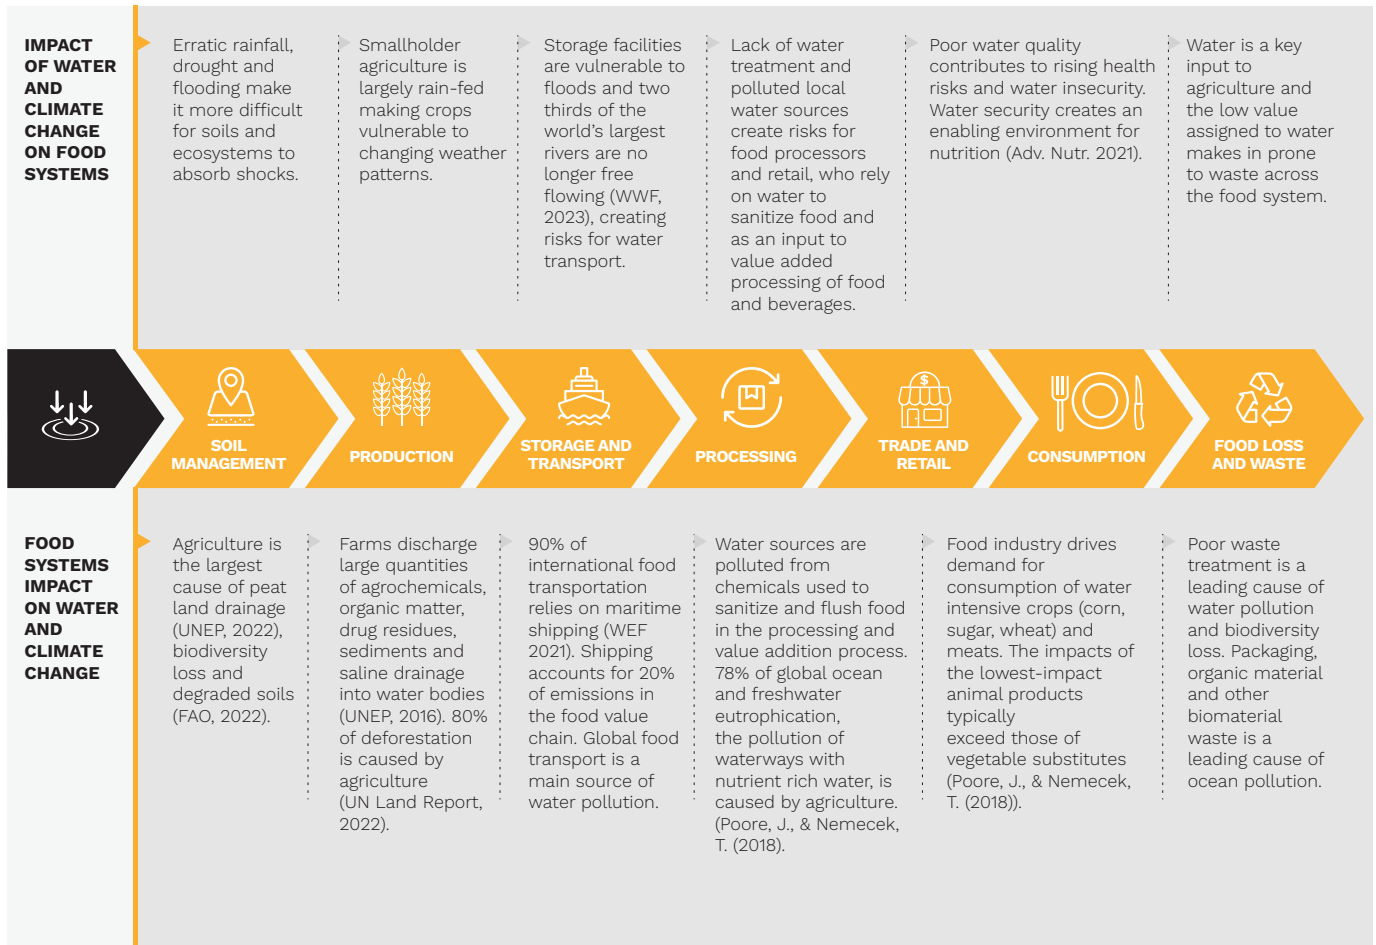 IMPACT
OF WATER
AND
CLIMATE
CHANGE
ON FOOD
SYSTEMS
Erratic rainfall,
drought and
flooding make
it more difficult
for soils and
ecosystems to
absorb shocks.
Smallholder
agriculture is
largely rain-fed
making crops
vulnerable to
changing weather
patterns.
Storage facilities
are vulnerable to
floods and two
thirds of the
world's largest
rivers are no
longer free
flowing (WWF,
2023), creating
risks for water
transport.
Lack of water
treatment and
polluted local
water sources
create risks for
food processors
and retail, who rely
on water to
sanitize food and
as an input to
value added
processing of food
and beverages.
Poor water quality
contributes to rising health
risks and water insecurity.
Water security creates an
enabling environment for
nutrition (Adv. Nutr. 2021).
Water is a key
input to
agriculture and
the low value
assigned to water
makes in prone
to waste across
the food system.
SOIL
MANAGEMENT
PRODUCTION
STORAGE AND
TRANSPORT
PROCESSING
$
TRADE AND
RETAIL
CONSUMPTION
FOOD LOSS
AND WASTE
FOOD
SYSTEMS
IMPACT
ON WATER
AND
CLIMATE
CHANGE
Agriculture is
the largest
cause of peat
land drainage
(UNEP, 2022),
biodiversity
loss and
degraded soils
(FAO, 2022).
Farms discharge
large quantities
of agrochemicals,
organic matter,
drug residues,
sediments and
saline drainage
into water bodies
(UNEP, 2016). 80%
of deforestation
is caused by
agriculture
(UN Land Report,
2022).
90% of
international food
transportation
relies on maritime
shipping (WEF
2021). Shipping
accounts for 20%
of emissions in
the food value
chain. Global food
transport is a
main source of
water pollution.
Water sources are
polluted from
chemicals used to
sanitize and flush food
in the processing and
value addition process.
78% of global ocean
and freshwater
eutrophication,
the pollution of
waterways with
nutrient rich water, is
caused by agriculture.
(Poore, J., & Nemecek,
T. (2018).
Food industry drives
demand for
consumption of water
intensive crops (corn,
sugar, wheat) and
meats. The impacts of
the lowest-impact
animal products
typically
exceed those of
vegetable substitutes
(Poore, J., & Nemecek,
T. (2018)).
Poor waste
treatment is a
leading cause of
water pollution
and biodiversity
loss. Packaging,
organic material
and other
biomaterial
waste is a
leading cause of
ocean pollution.